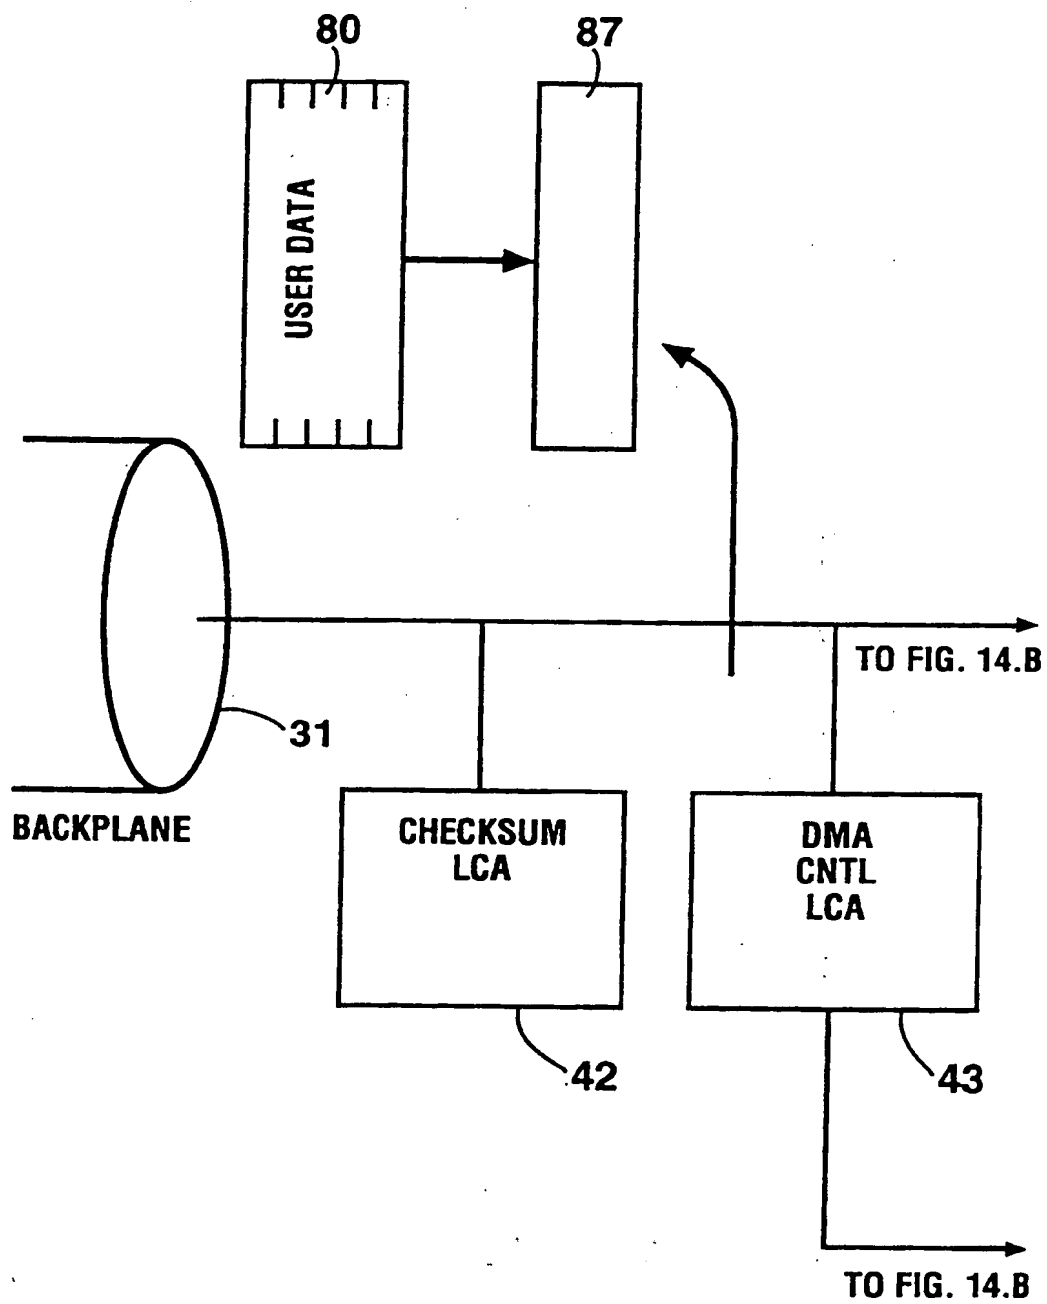 80
87
USER DATA
TO FIG. 14.B
31
BACKPLANE
CHECKSUM
LCA
DMA
CNTL
LCA
42
43
TO FIG. 14.B